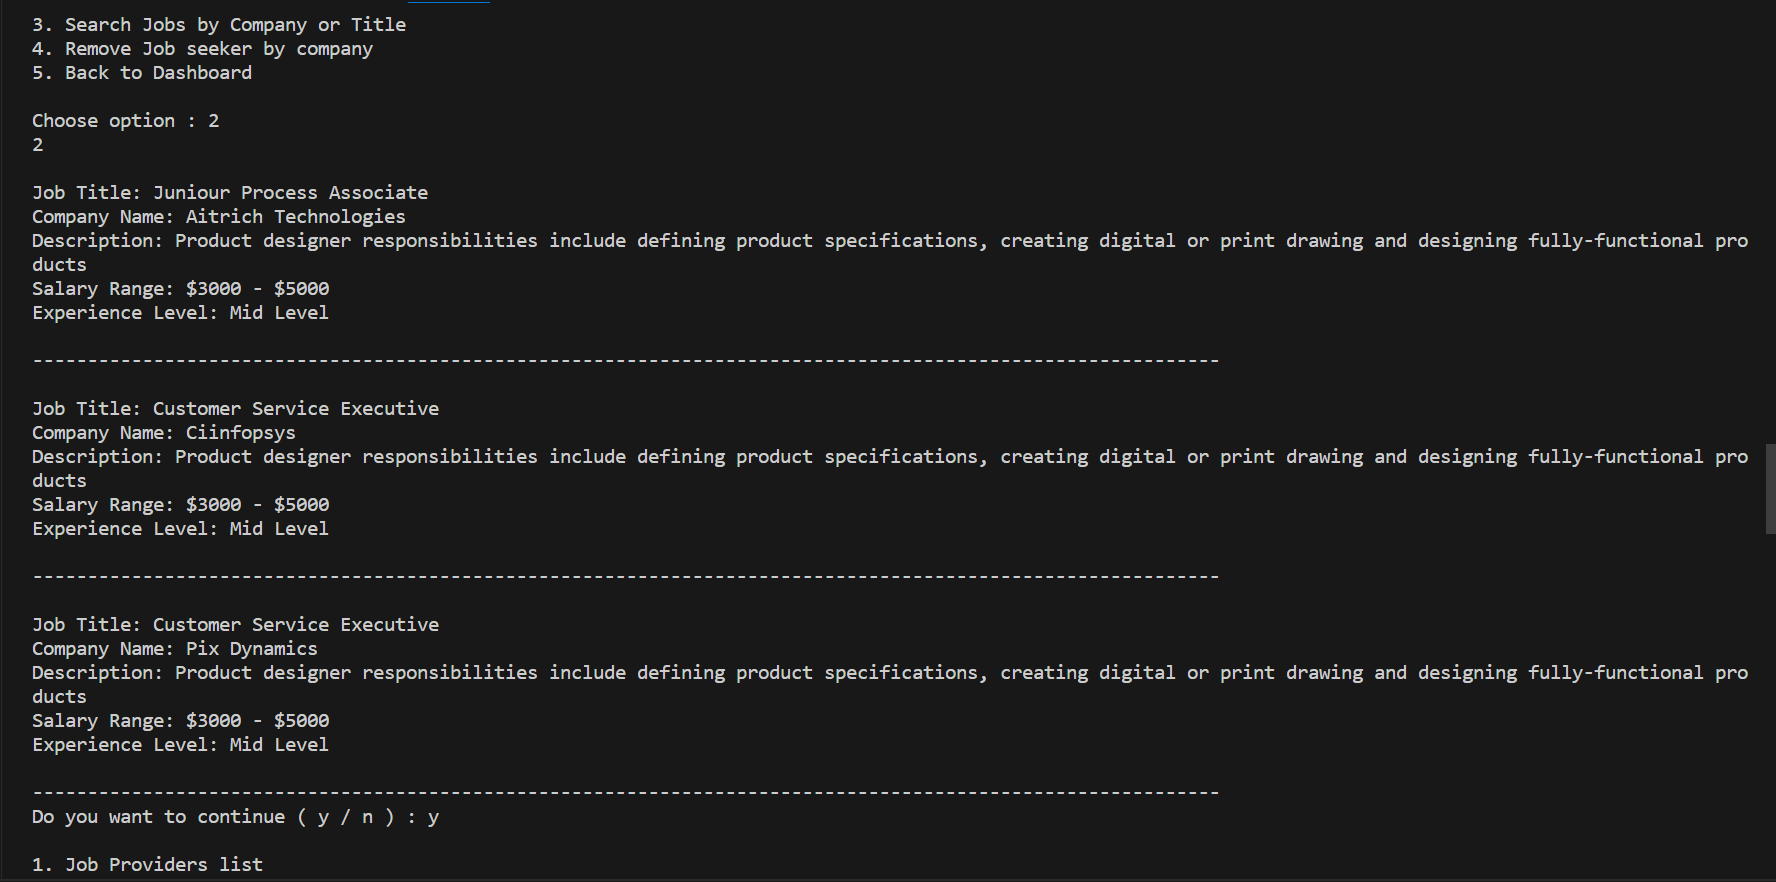 3. Search Jobs by Company or Title
4. Remove Job seeker by company
5. Back to Dashboard
Choose option : 2
2
Job Title: Juniour Process Associate
Company Name: Aitrich Technologies
Description: Product designer responsibilities include defining product specifications, creating digital or print drawing and designing fully-functional pro
ducts
Salary Range: $3000 - $5000
Experience Level: Mid Level
------------------------------------------------------------------------------------------------------------
Job Title: Customer Service Executive
Company Name: Ciinfopsys
Description: Product designer responsibilities include defining product specifications, creating digital or print drawing and designing fully-functional pro
ducts
Salary Range: $3000 - $5000
Experience Level: Mid Level
------------------------------------------------------------------------------------------------------------
Job Title: Customer Service Executive
Company Name: Pix Dynamics
Description: Product designer responsibilities include defining product specifications, creating digital or print drawing and designing fully-functional pro
ducts
Salary Range: $3000 - $5000
Experience Level: Mid Level
------------------------------------------------------------------------------------------------------------
Do you want to continue ( y / n ) : y
1. Job Providers list